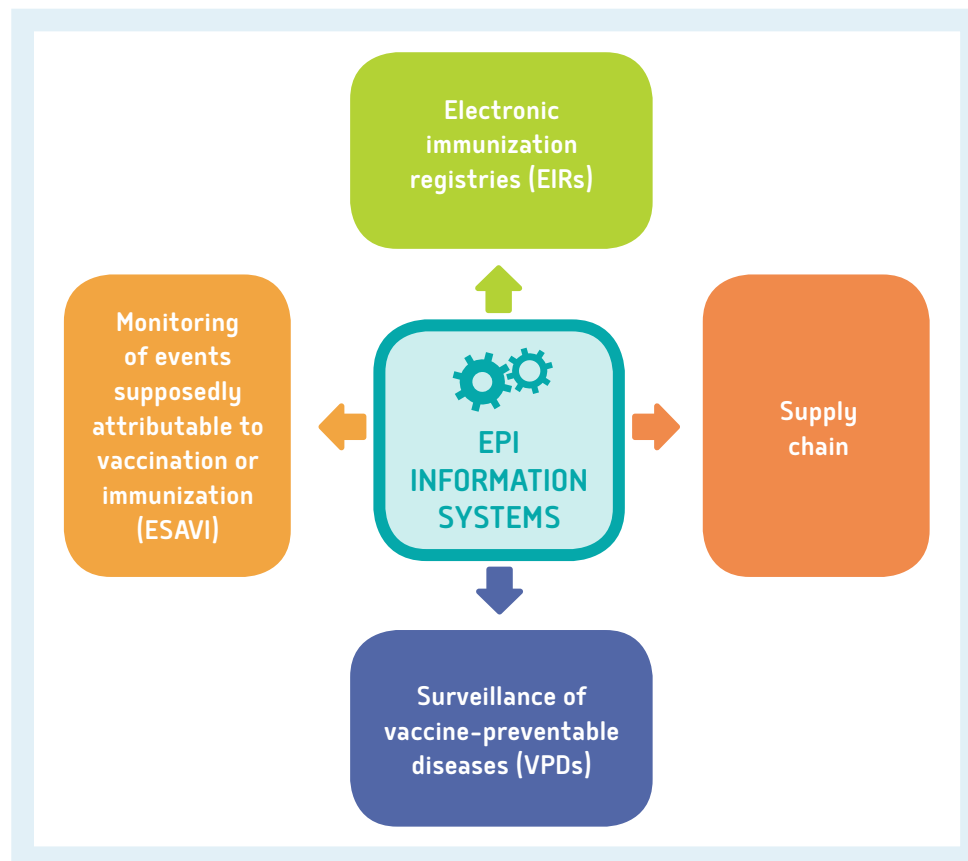 Electronic
immunization
registries (EIRs)
Monitoring
of events
supposedly
attributable to
vaccination or
immunization
(ESAVI)
EPI
INFORMATION
SYSTEMS
Supply
chain
Surveillance of
vaccine-preventable
diseases (VPDs)